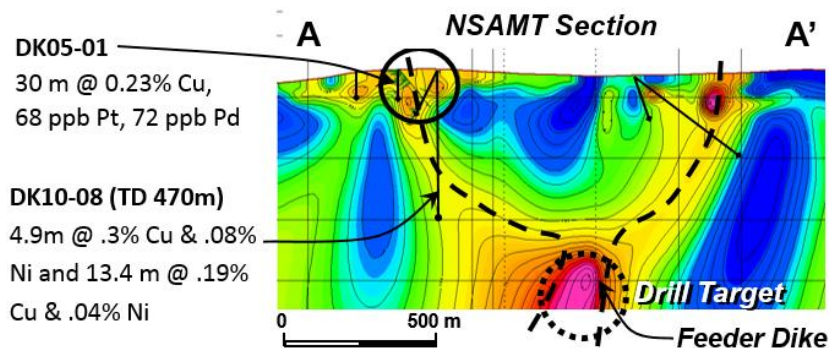 A
NSAMT Section
A'
DK05-01
30 m @ 0.23% Cu,
68 ppb Pt, 72 ppb Pd
DK10-08 (TD 470m)
4.9m @ .3% Cu & .08%
Ni and 13.4 m @ .19%
Cu & .04% Ni
Drill Target
0
500 m
Feeder Dike